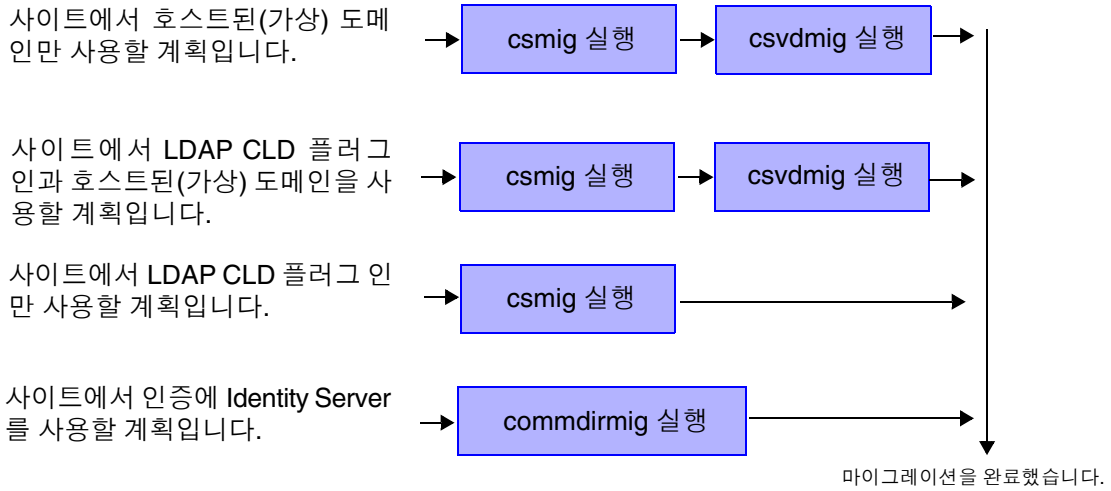 사이트에서 호스트된(가상) 도메
인만 사용할 계획입니다.
csmig 실행
csvdmig 실행
사이트에서 LDAP CLD 플러그
인과 호스트된(가상) 도메인을 사
용할 계획입니다.
csmig 실행
csvdmig 실행
사이트에서 LDAP CLD 플러그 인
만 사용할 계획입니다.
csmig 실행
사이트에서 인증에 Identity Server
를 사용할 계획입니다.
commdirmig 실행
마이그레이션을 완료했습니다.